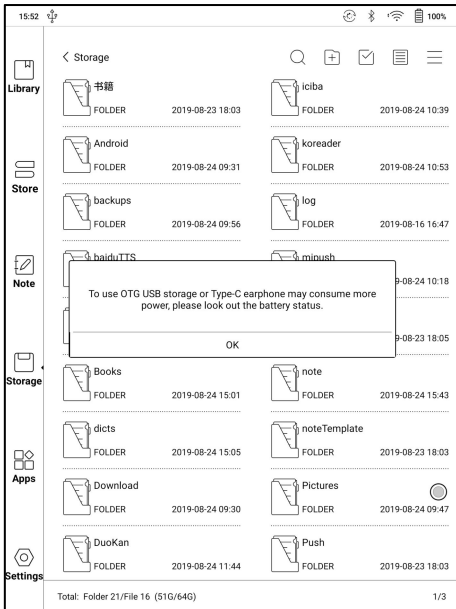 15:52
100%
Storage
Library
书籍
FOLDER 2019-08-23 18:03
iciba
FOLDER 2019-08-24 10:39
Android
FOLDER 2019-08-24 09:31
koreader
FOLDER 2019-08-24 10:53
Store
backups
FOLDER 2019-08-24 09:56
log
FOLDER 2019-08-16 16:47
Note
baiduTTS
mipush
9-08-24 10:18
To use OTG USB storage or Type-C earphone may consume more
power, please look out the battery status.
OK
9-08-23 18:05
Storage
Books
FOLDER 2019-08-24 15:01
note
FOLDER 2019-08-24 15:43
dicts
FOLDER 2019-08-24 15:05
noteTemplate
FOLDER 2019-08-23 18:03
Apps
Download
FOLDER 2019-08-24 09:30
Pictures
FOLDER 2019-08-24 09:47
DuoKan
FOLDER 2019-08-24 11:44
Push
FOLDER 2019-08-23 18:03
Settings
Total: Folder 21/File 16 (51G/64G)
1/3